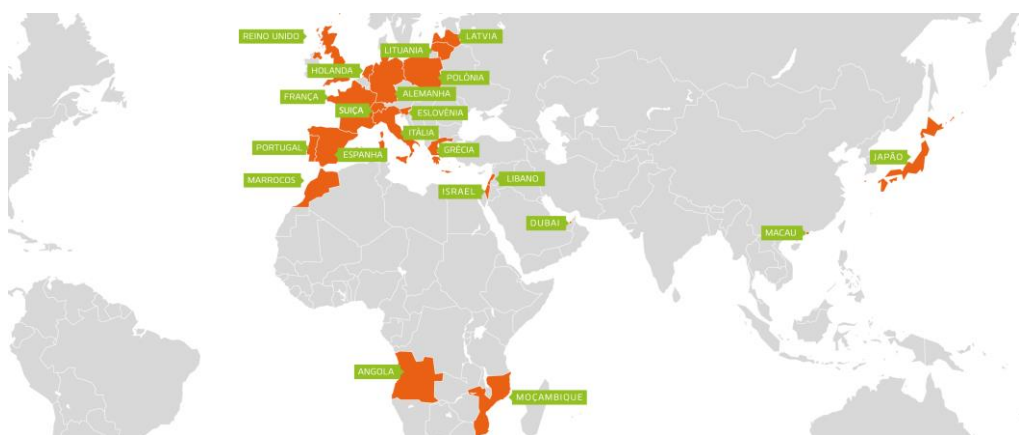 REINO UNIDO
LATVIA
LITUANIA
HOLANDA
POLÓNIA
ALEMANHA
FRANÇA
SUIÇA
ESLOVÉNIA
ITÁLIA
PORTUGAL
ESPANHA
GRÉCIA
JAPÃO
MARROCOS
LIBANO
ISRAEL
DUBAI
MACAU
ANGOLA
MOÇAMBIQUE